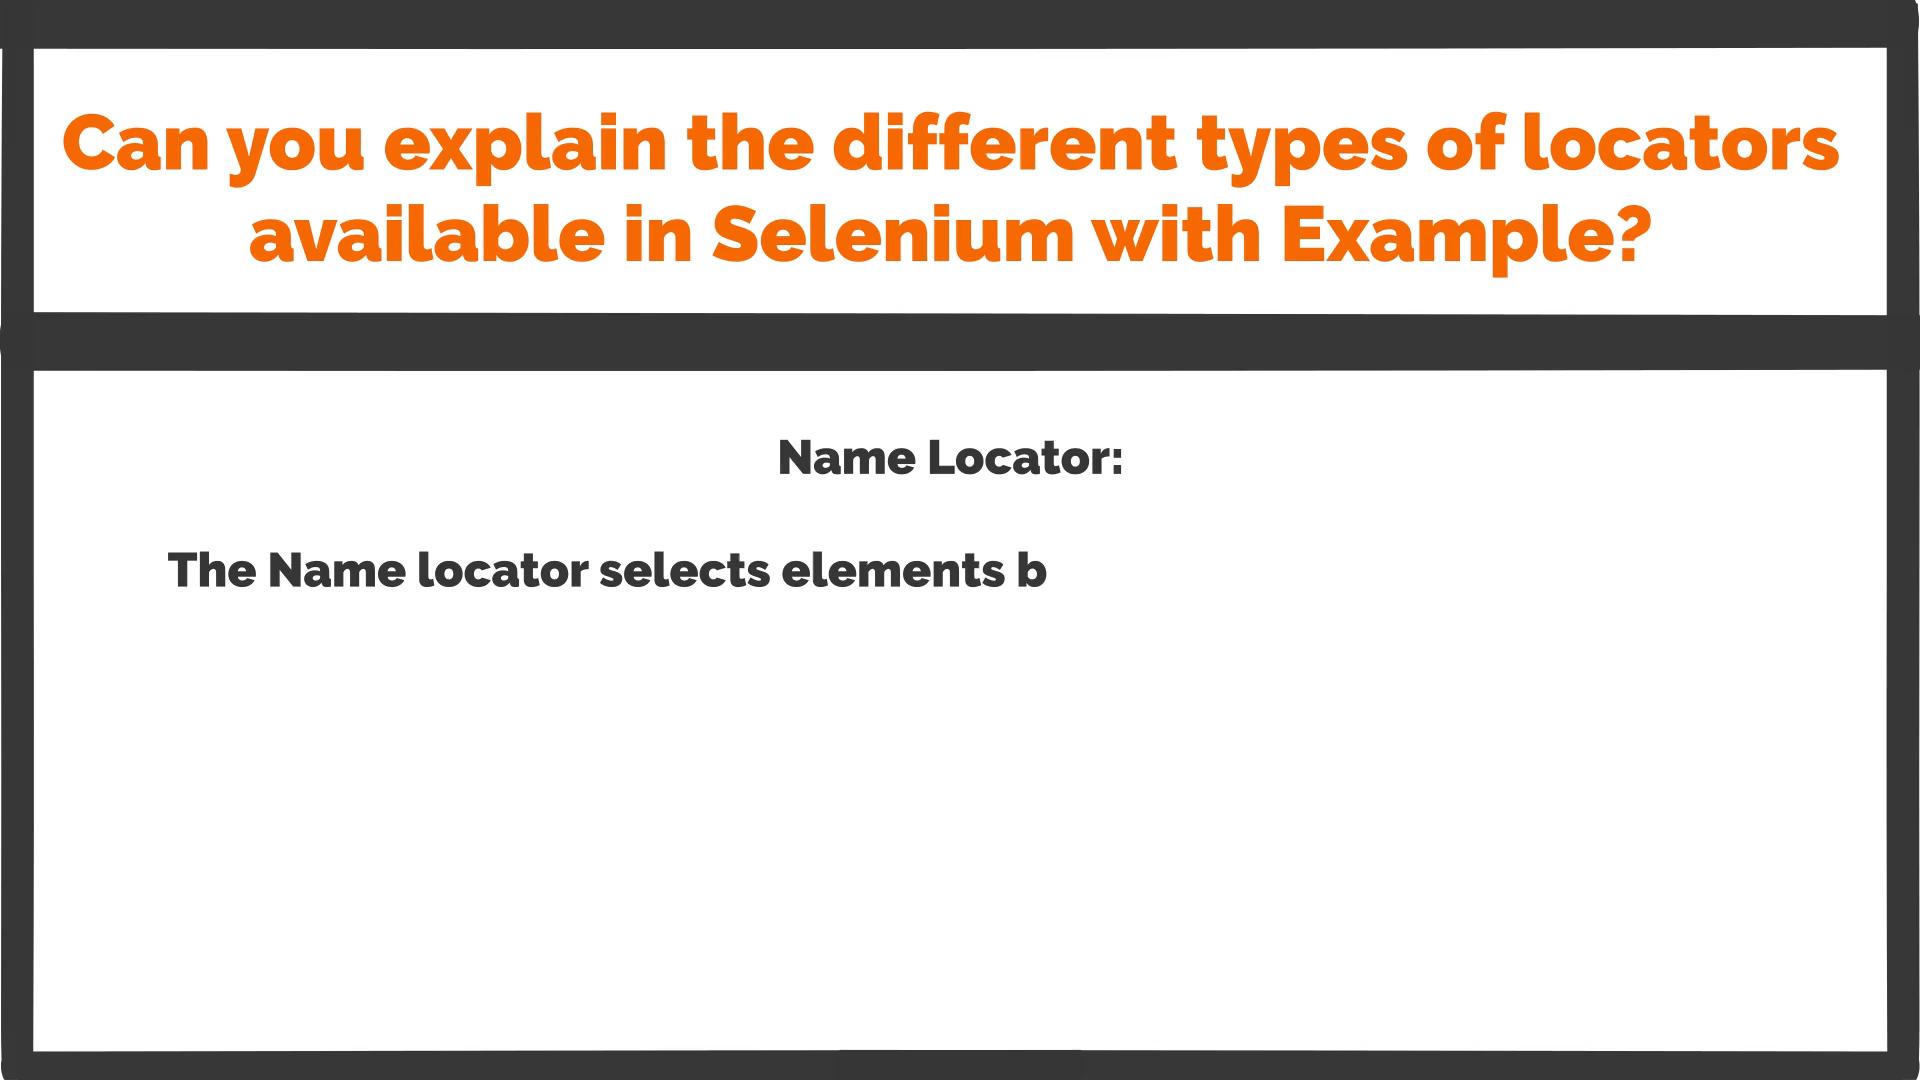 Can you explain the different types of locators
available in Selenium with Example?
Name Locator:
The Name locator selects elements b